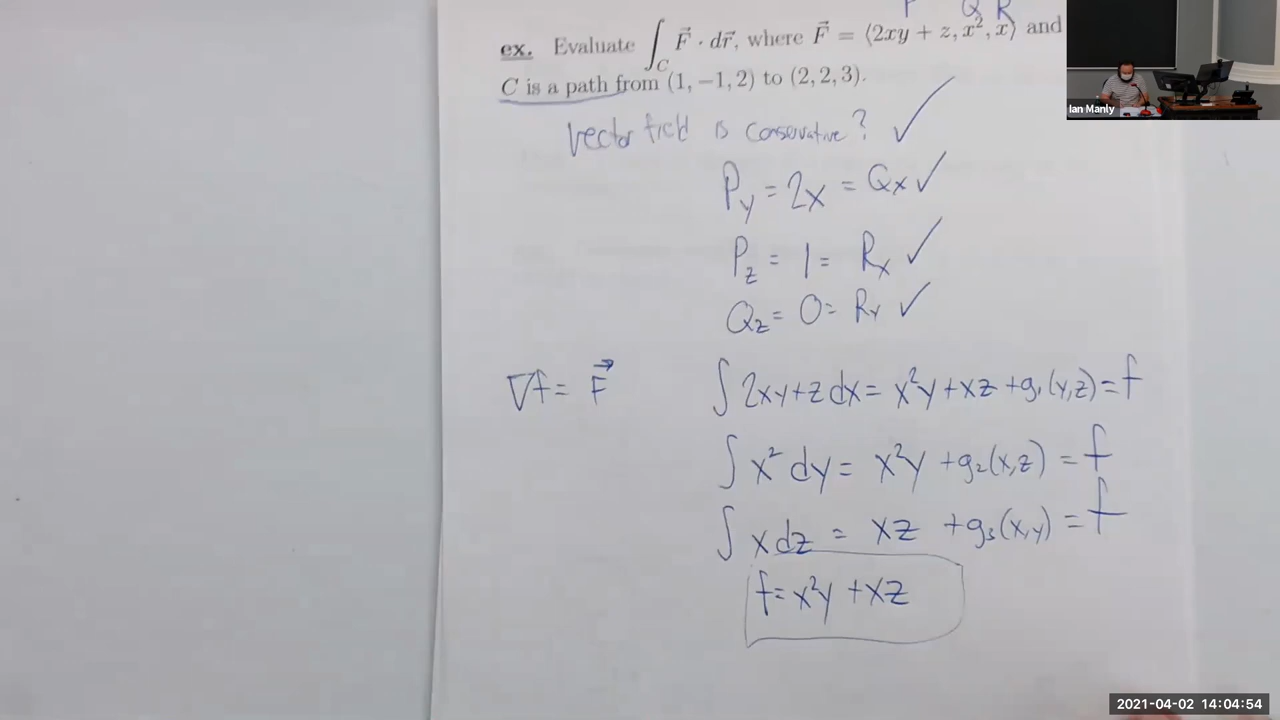 P Q R
ex. Evaluate ∫_C F⃗ · dr⃗, where F⃗ = ⟨2xy + z, x², x⟩ and
C is a path from (1, −1, 2) to (2, 2, 3).
Vector field is conservative? ✓
P_y = 2x = Q_x ✓
P_z = 1 = R_x ✓
Q_z = 0 = R_y ✓
∇f = F⃗
∫ 2xy + z dx = x²y + xz + g₁(y,z) = f
∫ x² dy = x²y + g₂(x,z) = f
∫ x dz = xz + g₃(x,y) = f
f = x²y + xz
Ian Manly
2021-04-02 14:04:54